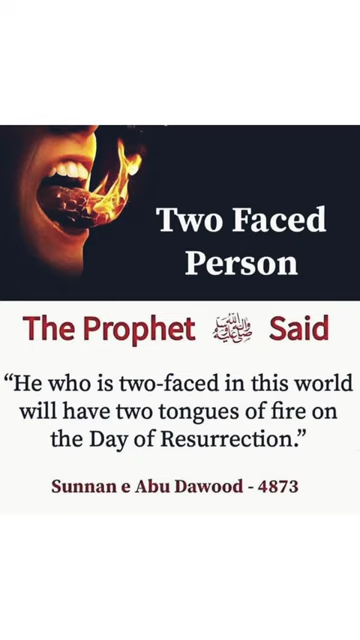 Two Faced
Person
The Prophet ﷺ Said
“He who is two-faced in this world
will have two tongues of fire on
the Day of Resurrection.”
Sunnan e Abu Dawood - 4873